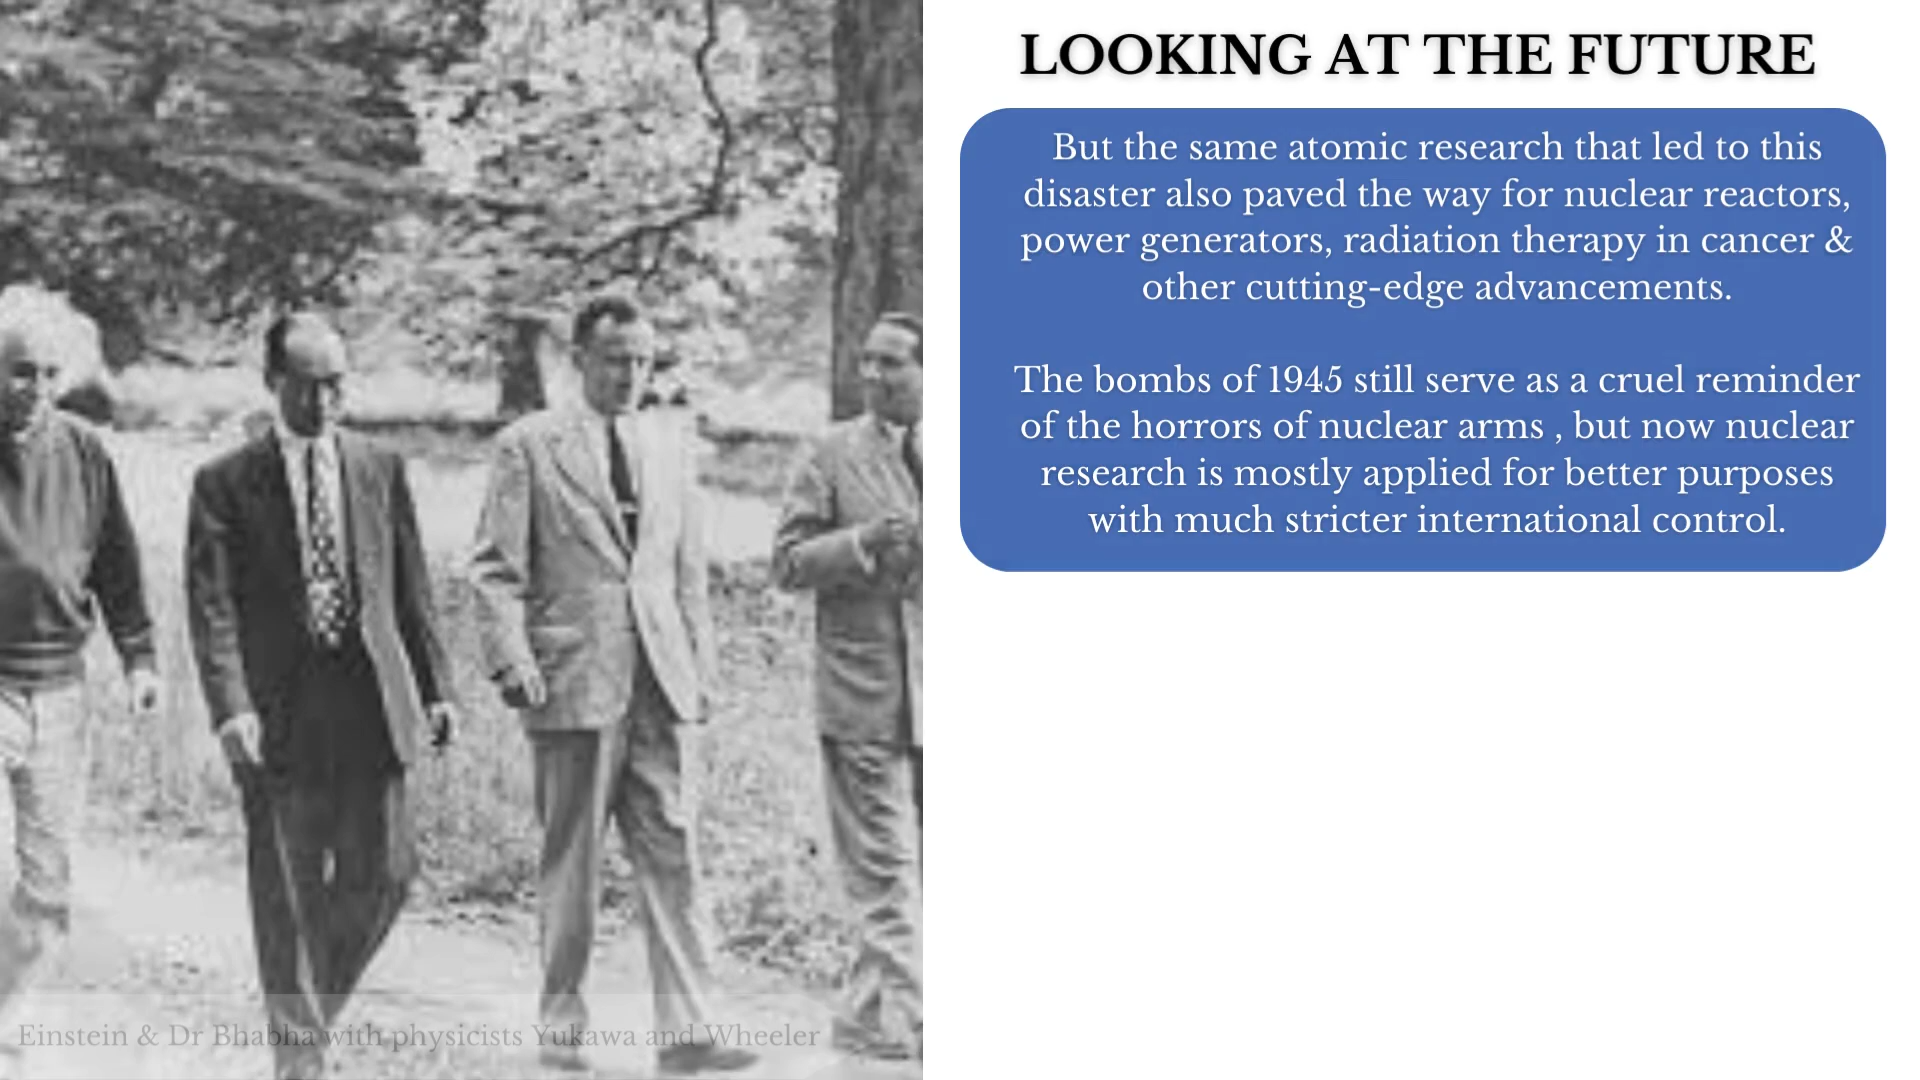 LOOKING AT THE FUTURE
But the same atomic research that led to this
disaster also paved the way for nuclear reactors,
power generators, radiation therapy in cancer &
other cutting-edge advancements.
The bombs of 1945 still serve as a cruel reminder
of the horrors of nuclear arms , but now nuclear
research is mostly applied for better purposes
with much stricter international control.
Einstein & Dr Bhabha with physicists Yukawa and Wheeler